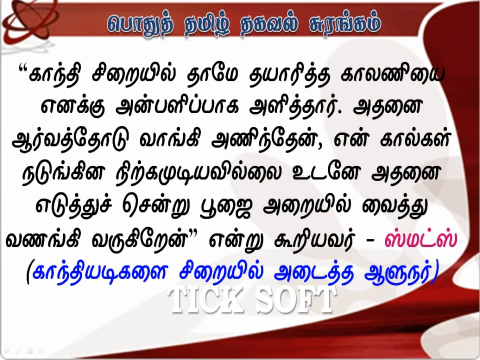 பொதுத் தமிழ் தகவல் சுரங்கம்
“காந்தி சிறையில் தாமே தயாரித்த காலணியை
எனக்கு அன்பளிப்பாக அளித்தார். அதனை
ஆர்வத்தோடு வாங்கி அணிந்தேன், என் கால்கள்
நடுங்கின நிற்கமுடியவில்லை உடனே அதனை
எடுத்துச் சென்று பூஜை அறையில் வைத்து
வணங்கி வருகிறேன்” என்று கூறியவர் - ஸ்மட்ஸ்
(காந்தியடிகளை சிறையில் அடைத்த ஆளுநர்)
TICK SOFT